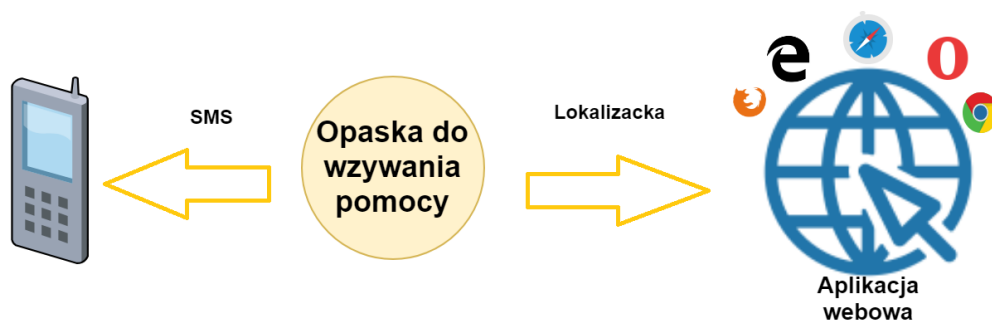 SMS
Opaska do
wzywania
pomocy
Lokalizacka
Aplikacja
webowa